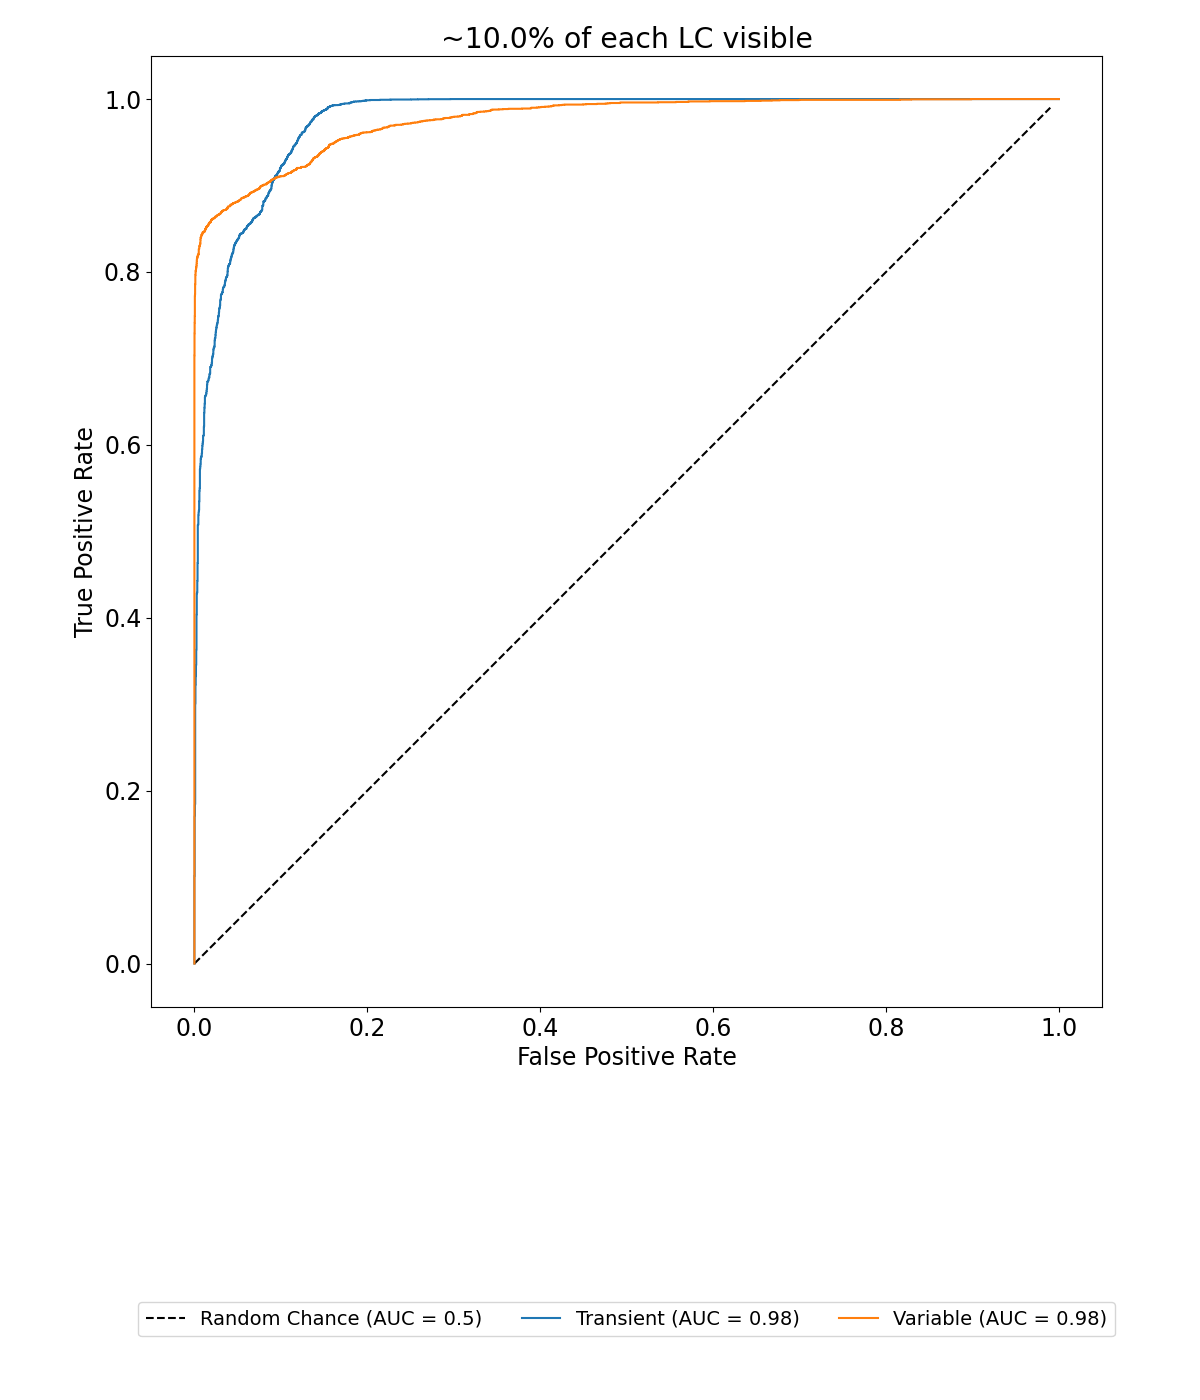 ~10.0% of each LC visible
True Positive Rate
1.0
0.8
0.6
0.4
0.2
0.0
0.0 0.2 0.4 0.6 0.8 1.0
False Positive Rate
Random Chance (AUC = 0.5) Transient (AUC = 0.98) Variable (AUC = 0.98)